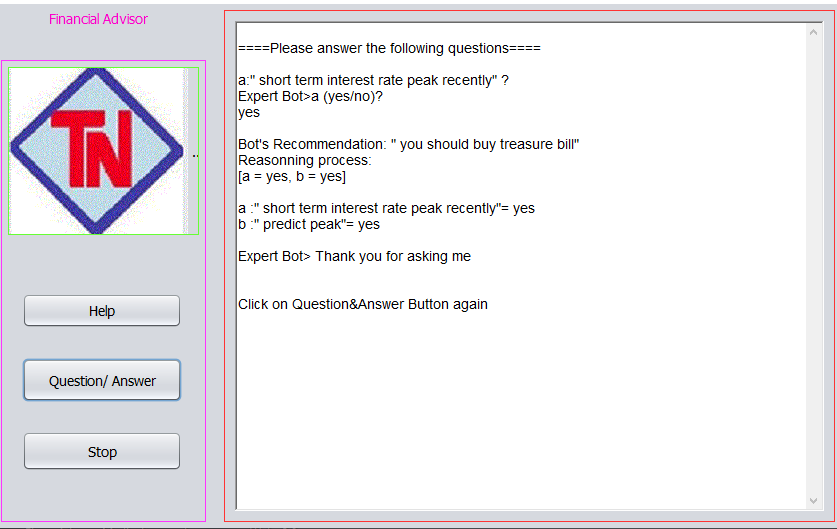 Financial Advisor
TN
..
Help
Question/ Answer
Stop
====Please answer the following questions====
a:" short term interest rate peak recently" ?
Expert Bot>a (yes/no)?
yes
Bot's Recommendation: " you should buy treasure bill"
Reasonning process:
[a = yes, b = yes]
a :" short term interest rate peak recently"= yes
b :" predict peak"= yes
Expert Bot> Thank you for asking me
Click on Question&Answer Button again